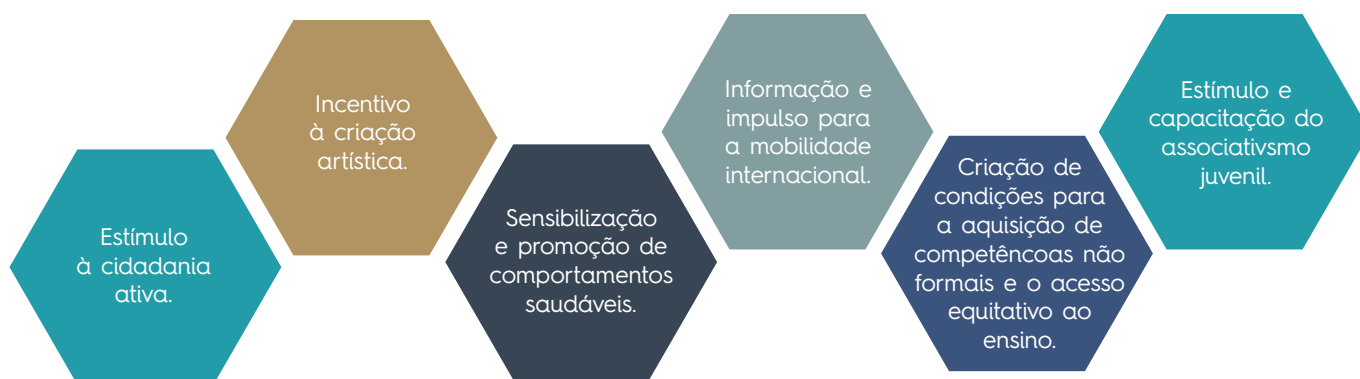 Estímulo
à cidadania
ativa.
Incentivo
à criação
artística.
Sensibilização
e promoção de
comportamentos
saudáveis.
Informação e
impulso para
a mobilidade
internacional.
Criação de
condições para
a aquisição de
competêncoas não
formais e o acesso
equitativo ao
ensino.
Estímulo e
capacitação do
associativsmo
juvenil.